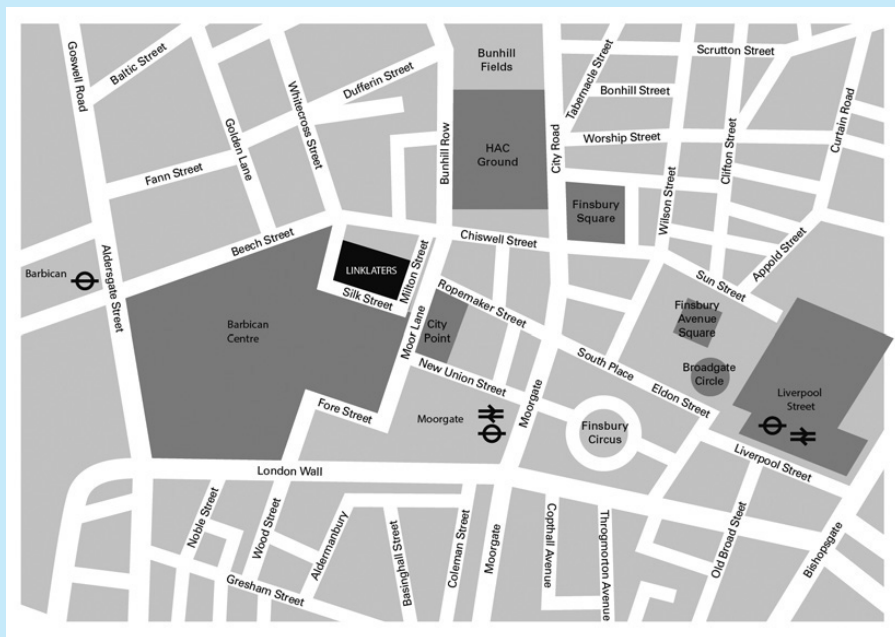 Goswell Road
Baltic Street
Golden Lane
Whitecross Street
Dufferin Street
Bunhill Row
Bunhill
Fields
HAC
Ground
City Road
Tabernacle Street
Scrutton Street
Bonhill Street
Worship Street
Clifton Street
Curtain Road
Fann Street
Finsbury
Square
Wilson Street
Beech Street
Chiswell Street
Barbican
Aldersgate Street
LINKLATERS
Silk Street
Milton Street
Ropemaker Street
Sun Street
Appold Street
Barbican
Centre
Moor Lane
City
Point
Finsbury
Avenue
Square
South Place
Broadgate
Circle
Eldon Street
Liverpool
Street
New Union Street
Moorgate
Fore Street
Moorgate
Finsbury
Circus
Liverpool Street
London Wall
Noble Street
Wood Street
Aldermanbury
Basinghall Street
Coleman Street
Moorgate
Copthall Avenue
Throgmorton Avenue
Old Broad Steet
Bishopsgate
Gresham Street